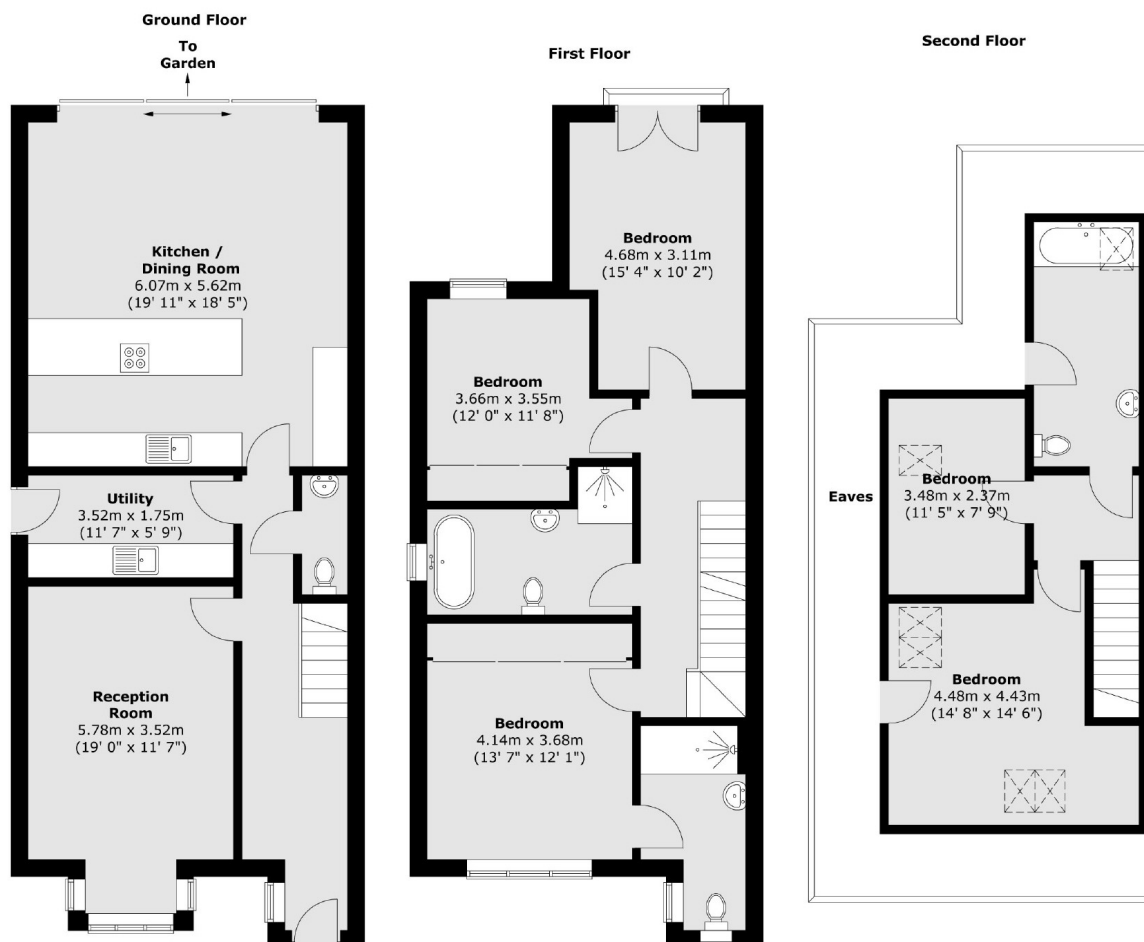 Ground Floor
To
Garden
Kitchen /
Dining Room
6.07m x 5.62m
(19' 11" x 18' 5")
Utility
3.52m x 1.75m
(11' 7" x 5' 9")
Reception
Room
5.78m x 3.52m
(19' 0" x 11' 7")
First Floor
Bedroom
4.68m x 3.11m
(15' 4" x 10' 2")
Bedroom
3.66m x 3.55m
(12' 0" x 11' 8")
Bedroom
4.14m x 3.68m
(13' 7" x 12' 1")
Second Floor
Eaves
Bedroom
3.48m x 2.37m
(11' 5" x 7' 9")
Bedroom
4.48m x 4.43m
(14' 8" x 14' 6")